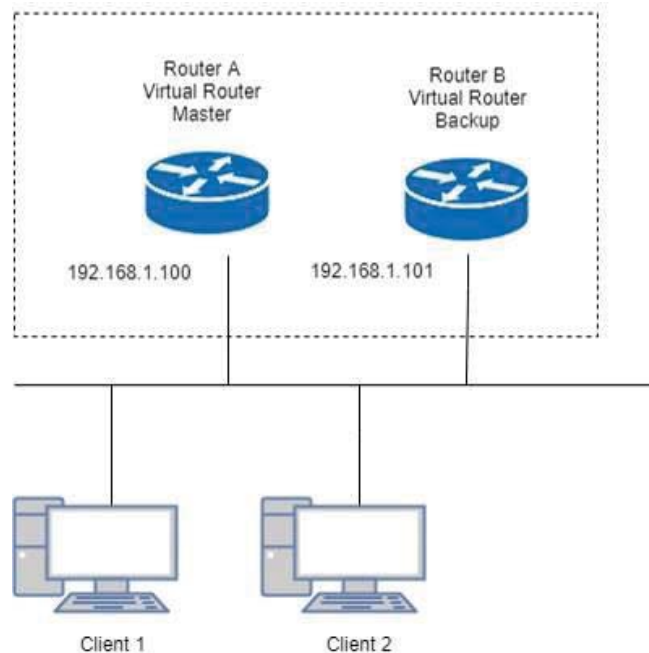 Router A
Virtual Router
Master
Router B
Virtual Router
Backup
192.168.1.100
192.168.1.101
Client 1
Client 2